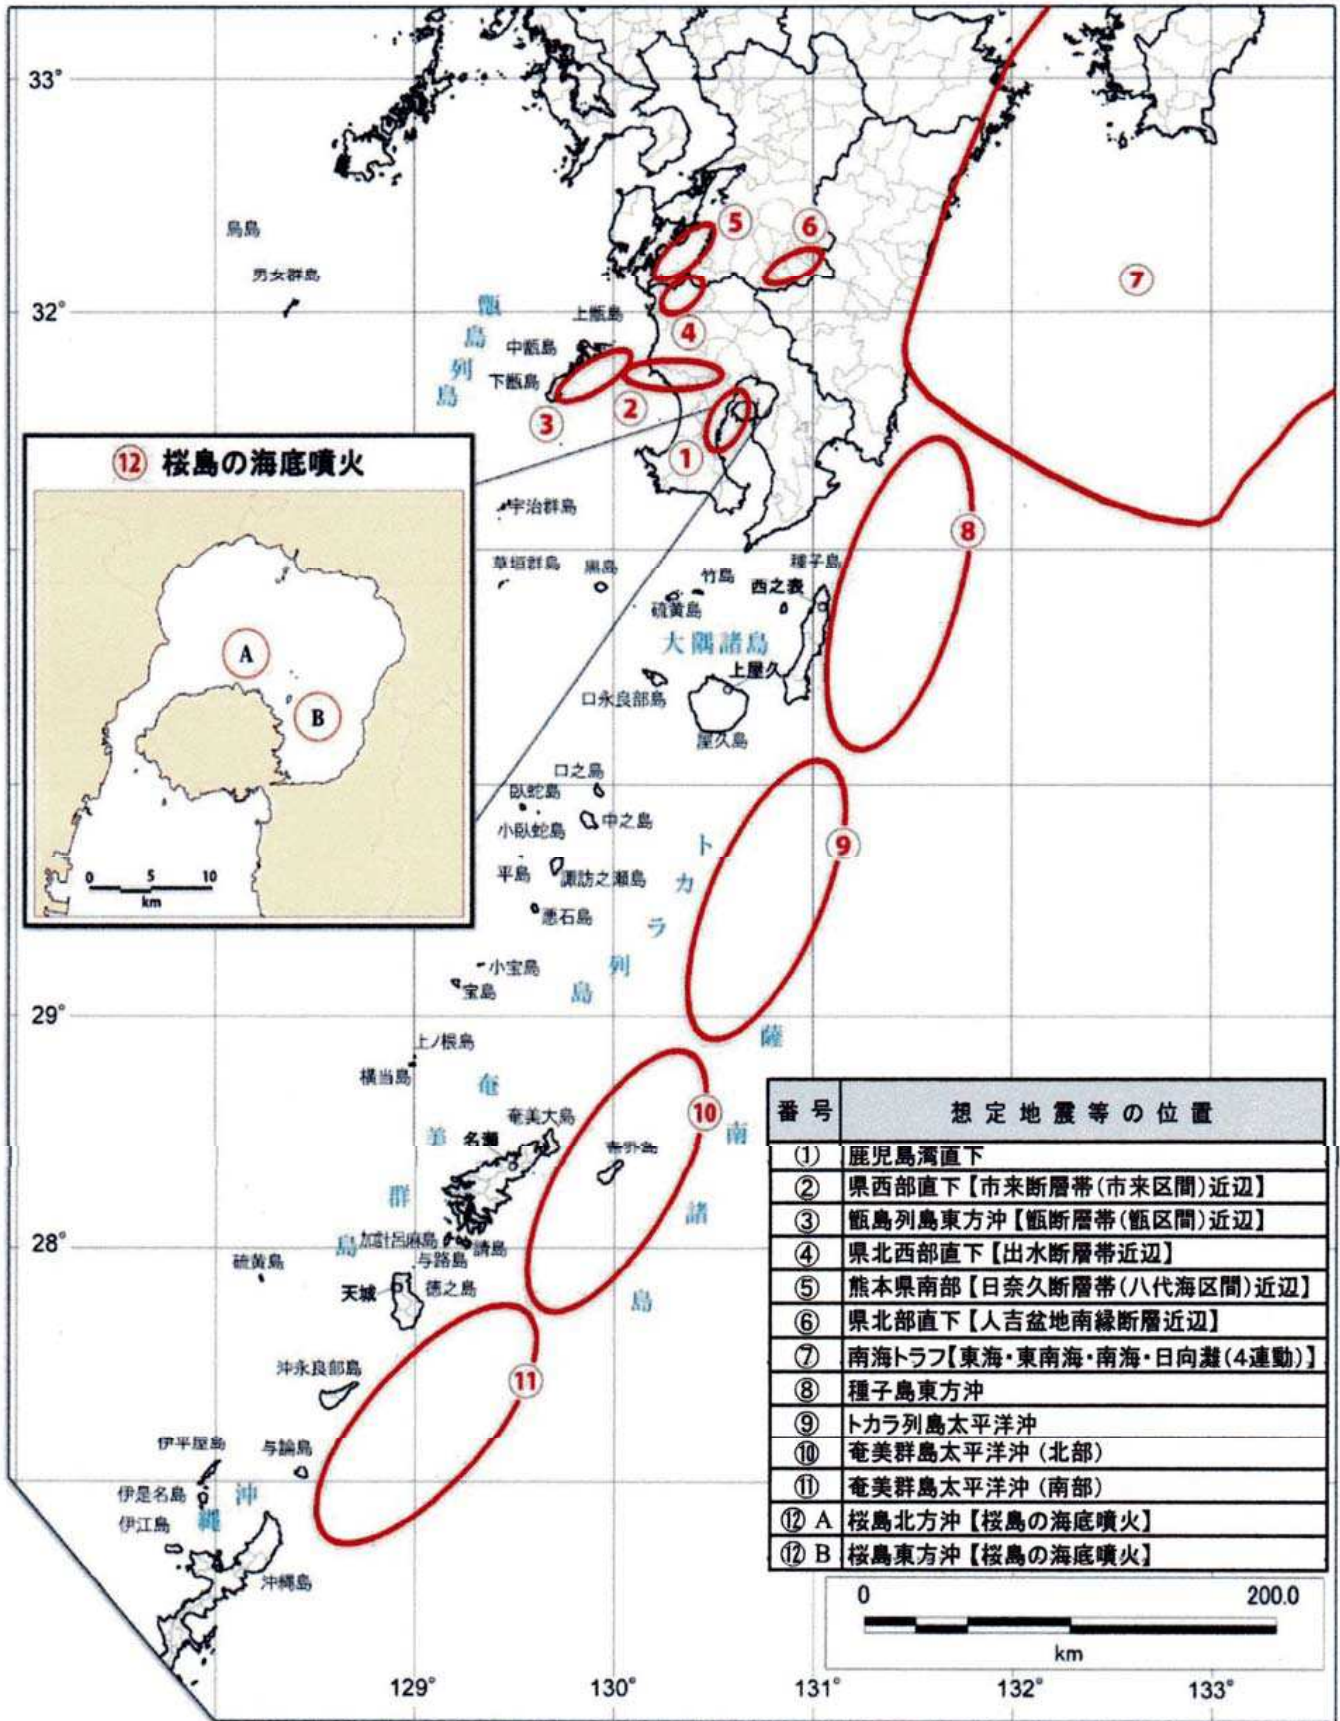 33°
32°
29°
28°
129°
130°
131°
132°
133°
⑤
⑥
⑦
④
③
②
①
⑧
⑨
⑩
⑪
鳥島
男女群島
甑島列島
上甑島
中甑島
下甑島
⑫ 桜島の海底噴火
A
B
0 5 10
km
宇治群島
草垣群島
黒島
竹島
硫黄島
種子島
西之表
大隅諸島
上屋久
口永良部島
屋久島
口之島
臥蛇島
小臥蛇島
中之島
平島
諏訪之瀬島
悪石島
トカラ列島
小宝島
宝島
上ノ根島
横当島
薩南諸島
奄美群島
奄美大島
名瀬
加計呂麻島
請島
与路島
硫黄島
天城
徳之島
沖永良部島
伊平屋島
与論島
伊是名島
沖縄
伊江島
沖縄島
番号 想定地震等の位置
① 鹿児島湾直下
② 県西部直下【市来断層帯(市来区間)近辺】
③ 甑島列島東方沖【甑断層帯(甑区間)近辺】
④ 県北西部直下【出水断層帯近辺】
⑤ 熊本県南部【日奈久断層帯(八代海区間)近辺】
⑥ 県北部直下【人吉盆地南縁断層近辺】
⑦ 南海トラフ【東海・東南海・南海・日向灘(4連動)】
⑧ 種子島東方沖
⑨ トカラ列島太平洋沖
⑩ 奄美群島太平洋沖(北部)
⑪ 奄美群島太平洋沖(南部)
⑫ A 桜島北方沖【桜島の海底噴火】
⑫ B 桜島東方沖【桜島の海底噴火】
0 200.0
km